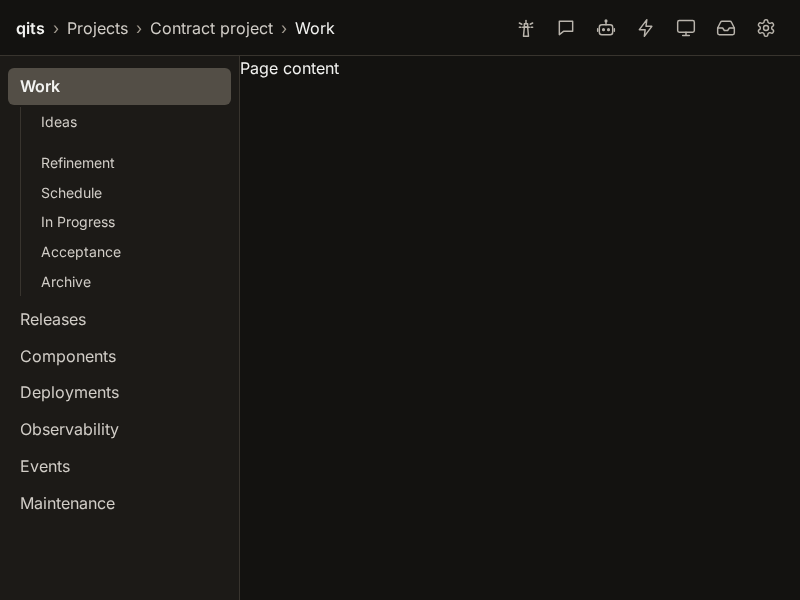 qits › Projects › Contract project › Work
Work
Page content
Ideas
Refinement
Schedule
In Progress
Acceptance
Archive
Releases
Components
Deployments
Observability
Events
Maintenance